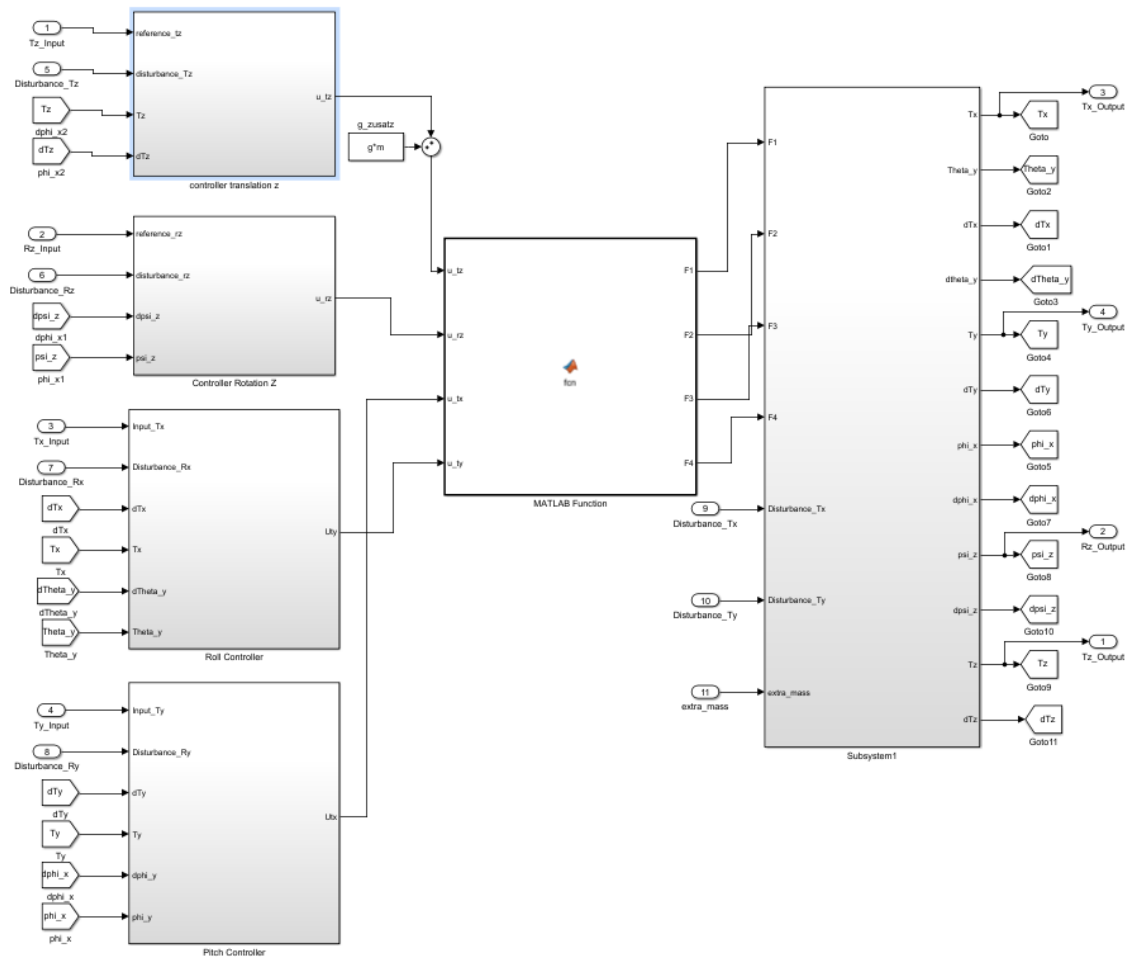 1
Tz_Input
5
Disturbance_Tz
Tz
dphi_x2
dTz
phi_x2
reference_tz
disturbance_Tz
Tz
dTz
u_tz
controller translation z
g_zusatz
g*m
2
Rz_Input
6
Disturbance_Rz
dpsi_z
dphi_x1
psi_z
phi_x1
reference_rz
disturbance_rz
dpsi_z
psi_z
u_rz
Controller Rotation Z
3
Tx_Input
7
Disturbance_Rx
dTx
dTx
Tx
Tx
dTheta_y
dTheta_y
Theta_y
Theta_y
Input_Tx
Disturbance_Rx
dTx
Tx
dTheta_y
Theta_y
Uty
Roll Controller
4
Ty_Input
8
Disturbance_Ry
dTy
dTy
Ty
Ty
dphi_x
dphi_x
phi_x
phi_x
Input_Ty
Disturbance_Ry
dTy
Ty
dphi_y
phi_y
Utx
Pitch Controller
u_tz
u_rz
u_tx
u_ty
fcn
F1
F2
F3
F4
MATLAB Function
9
Disturbance_Tx
10
Disturbance_Ty
11
extra_mass
F1
F2
F3
F4
Disturbance_Tx
Disturbance_Ty
extra_mass
Tx
Theta_y
dTx
dtheta_y
Ty
dTy
phi_x
dphi_x
psi_z
dpsi_z
Tz
dTz
Subsystem1
3
Tx_Output
Tx
Goto
Theta_y
Goto2
dTx
Goto1
dTheta_y
Goto3
4
Ty_Output
Ty
Goto4
dTy
Goto6
phi_x
Goto5
dphi_x
Goto7
2
Rz_Output
psi_z
Goto8
dpsi_z
Goto10
1
Tz_Output
Tz
Goto9
dTz
Goto11